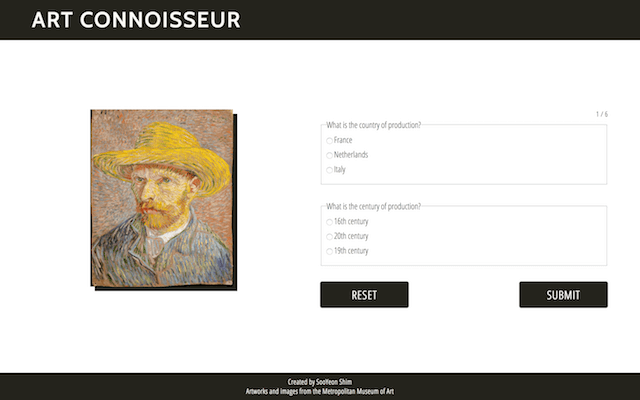 ART CONNOISSEUR
1 / 6
What is the country of production?
France
Netherlands
Italy
What is the century of production?
16th century
20th century
19th century
RESET
SUBMIT
Created by SooYeon Shim
Artworks and images from the Metropolitan Museum of Art